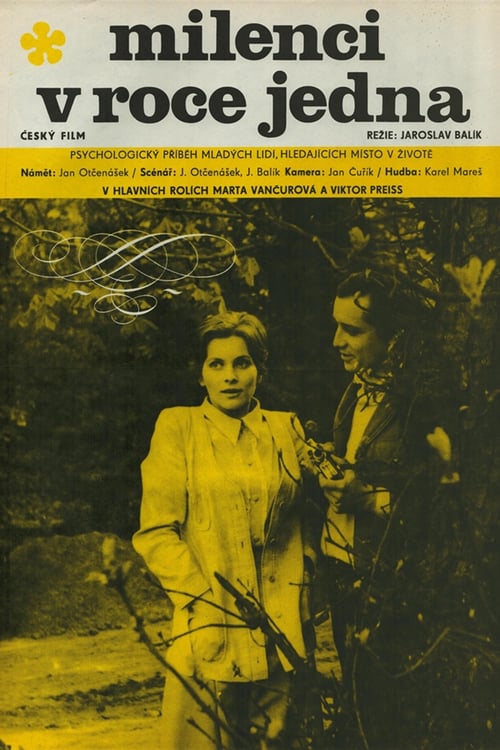 milenci
v roce jedna
ČESKÝ FILM
REŽIE: JAROSLAV BALÍK
PSYCHOLOGICKÝ PŘÍBĚH MLADÝCH LIDÍ, HLEDAJÍCÍCH MÍSTO V ŽIVOTĚ
Námět: Jan Otčenášek / Scénář: J. Otčenášek, J. Balík Kamera: Jan Čuřík / Hudba: Karel Mareš
V HLAVNÍCH ROLÍCH MARTA VANČUROVÁ A VIKTOR PREISS